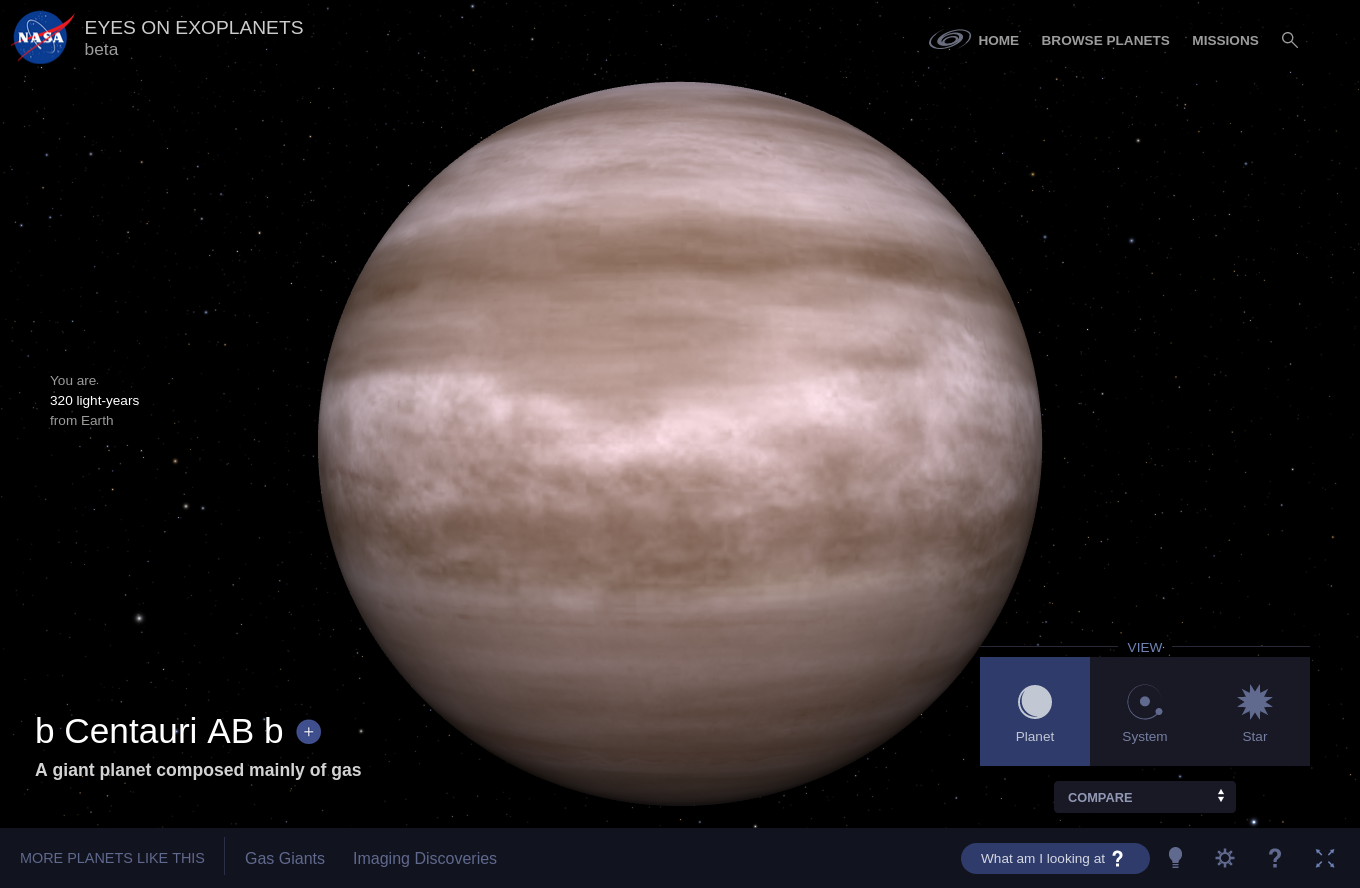 NASA
EYES ON EXOPLANETS
beta
HOME
BROWSE PLANETS
MISSIONS
You are
320 light-years
from Earth
VIEW
Planet
System
Star
b Centauri AB b +
A giant planet composed mainly of gas
COMPARE
MORE PLANETS LIKE THIS
Gas Giants
Imaging Discoveries
What am I looking at ?
?